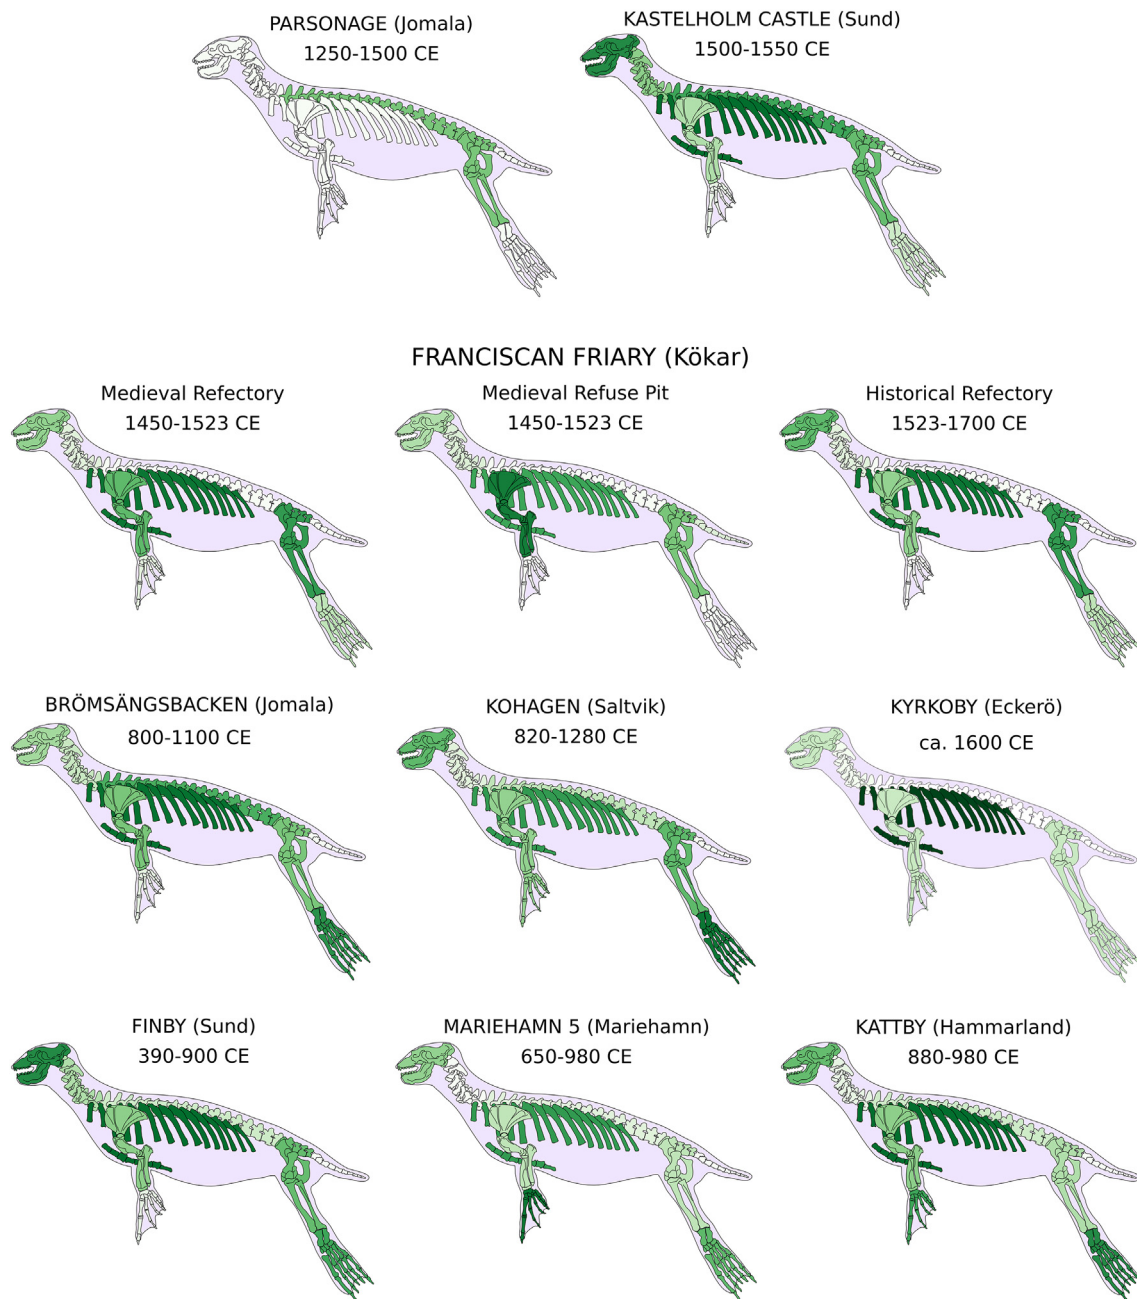 PARSONAGE (Jomala)
1250-1500 CE
KASTELHOLM CASTLE (Sund)
1500-1550 CE
FRANCISCAN FRIARY (Kökar)
Medieval Refectory
1450-1523 CE
Medieval Refuse Pit
1450-1523 CE
Historical Refectory
1523-1700 CE
BRÖMSÄNGSBACKEN (Jomala)
800-1100 CE
KOHAGEN (Saltvik)
820-1280 CE
KYRKOBY (Eckerö)
ca. 1600 CE
FINBY (Sund)
390-900 CE
MARIEHAMN 5 (Mariehamn)
650-980 CE
KATTBY (Hammarland)
880-980 CE